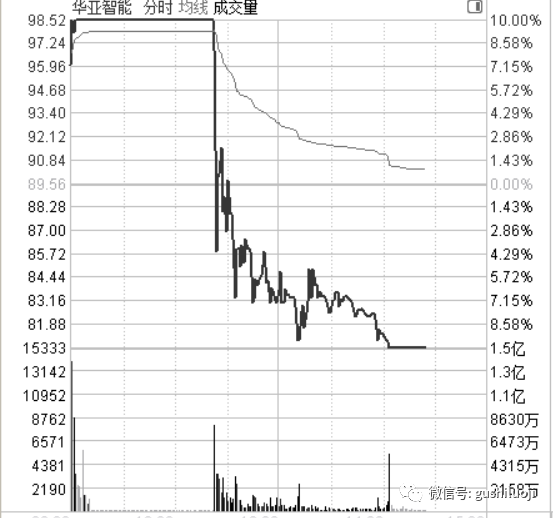 华亚智能 分时 均线 成交量
98.52 10.00%
97.24 8.58%
95.96 7.15%
94.68 5.72%
93.40 4.29%
92.12 2.86%
90.84 1.43%
89.56 0.00%
88.28 1.43%
87.00 2.86%
85.72 4.29%
84.44 5.72%
83.16 7.15%
81.88 8.58%
15333 1.5亿
13142 1.3亿
10952 1.1亿
8762 8630万
6571 6473万
4381 4315万
2190 2158万
微信号: